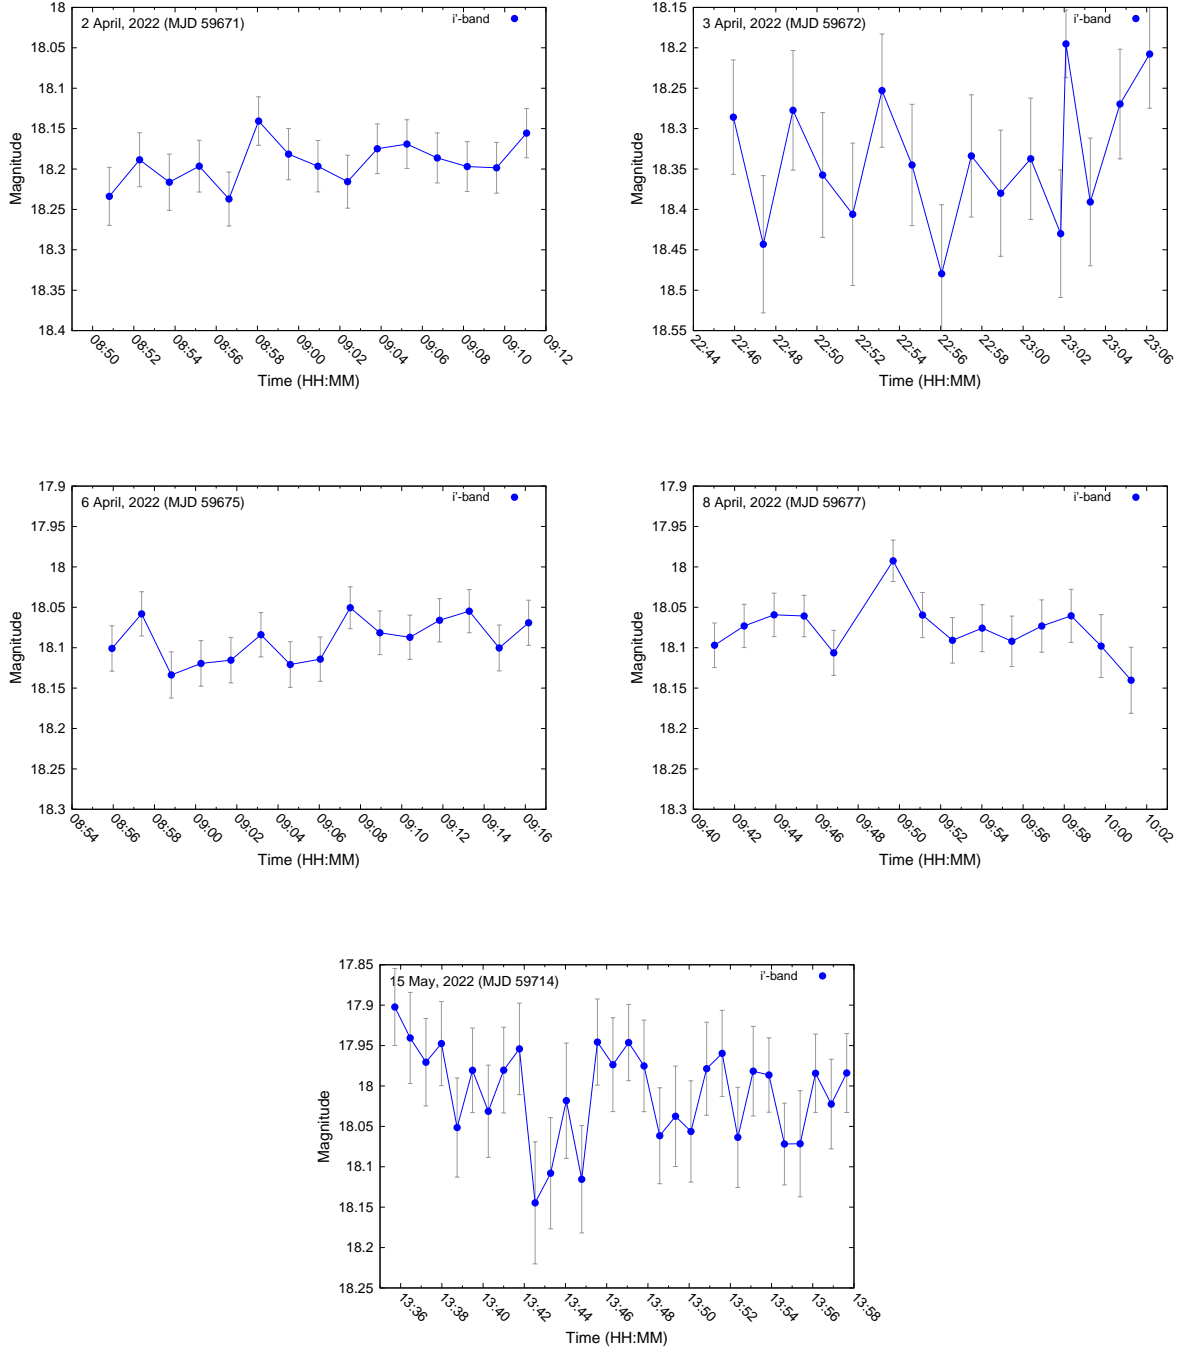 2 April, 2022 (MJD 59671)
i'-band
18
18.05
18.1
18.15
18.2
18.25
18.3
18.35
18.4
Magnitude
08:50 08:52 08:54 08:56 08:58 09:00 09:02 09:04 09:06 09:08 09:10 09:12
Time (HH:MM)
3 April, 2022 (MJD 59672)
i'-band
18.15
18.2
18.25
18.3
18.35
18.4
18.45
18.5
18.55
Magnitude
22:44 22:46 22:48 22:50 22:52 22:54 22:56 22:58 23:00 23:02 23:04 23:06
Time (HH:MM)
6 April, 2022 (MJD 59675)
i'-band
17.9
17.95
18
18.05
18.1
18.15
18.2
18.25
18.3
Magnitude
08:54 08:56 08:58 09:00 09:02 09:04 09:06 09:08 09:10 09:12 09:14 09:16
Time (HH:MM)
8 April, 2022 (MJD 59677)
i'-band
17.9
17.95
18
18.05
18.1
18.15
18.2
18.25
18.3
Magnitude
09:40 09:42 09:44 09:46 09:48 09:50 09:52 09:54 09:56 09:58 10:00 10:02
Time (HH:MM)
15 May, 2022 (MJD 59714)
i'-band
17.85
17.9
17.95
18
18.05
18.1
18.15
18.2
18.25
Magnitude
13:36 13:38 13:40 13:42 13:44 13:46 13:48 13:50 13:52 13:54 13:56 13:58
Time (HH:MM)